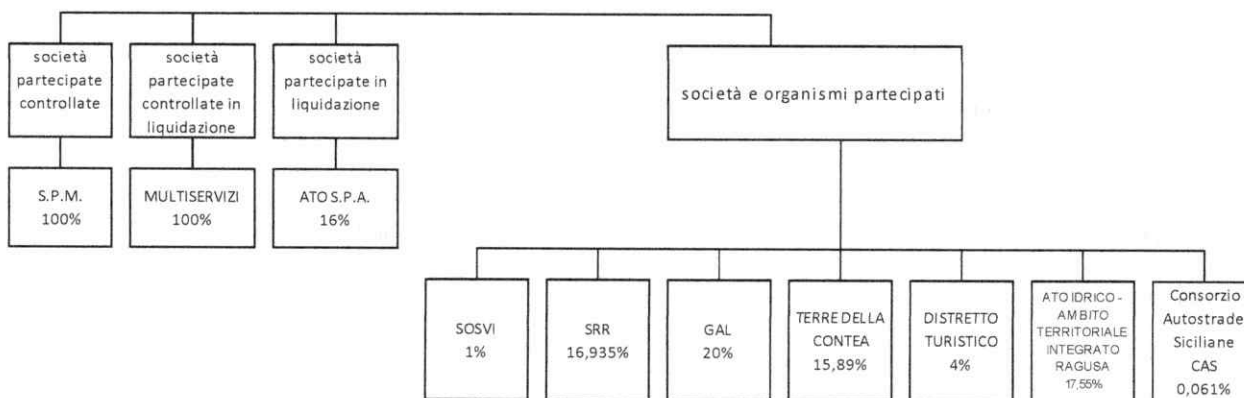 società
partecipate
controllate
società
partecipate
controllate in
liquidazione
società
partecipate in
liquidazione
società e organismi partecipati
S.P.M.
100%
MULTISERVIZI
100%
ATO S.P.A.
16%
SOSVI
1%
SRR
16,935%
GAL
20%
TERRE DELLA
CONTEA
15,89%
DISTRETTO
TURISTICO
4%
ATO IDRICO -
AMBITO
TERRITORIALE
INTEGRATO
RAGUSA
17,55%
Consorzio
Autostrade
Siciliane
CAS
0,061%